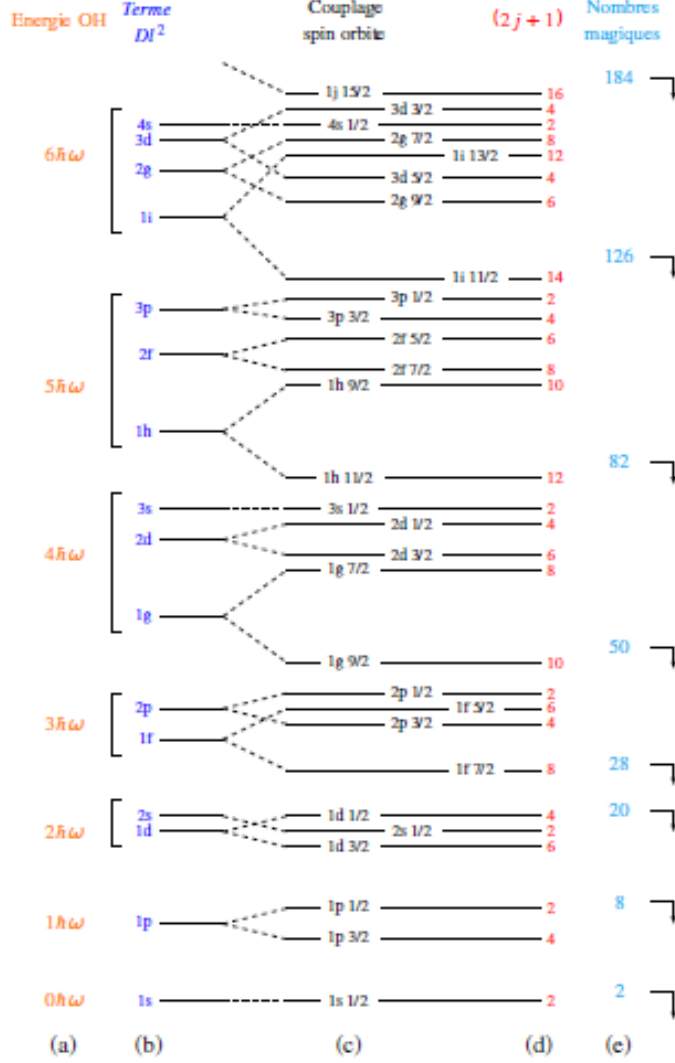 Energie OH Terme Couplage (2j+1) Nombres
Dl² spin orbite magiques
184
1j 15/2 16
3d 3/2 4
4s 4s 1/2 2
3d 2g 7/2 8
6ħω 1i 13/2 12
2g 3d 5/2 4
2g 9/2 6
1i
126
1i 11/2 14
3p 1/2 2
3p 3p 3/2 4
2f 5/2 6
2f 2f 7/2 8
5ħω 1h 9/2 10
1h
82
1h 11/2 12
3s 3s 1/2 2
2d 1/2 4
2d 2d 3/2 6
4ħω 1g 7/2 8
1g
50
1g 9/2 10
2p 1/2 2
2p 1f 5/2 6
3ħω 2p 3/2 4
1f
1f 7/2 8 28
2s 1d 1/2 4 20
2ħω 1d 2s 1/2 2
1d 3/2 6
1p 1/2 2 8
1ħω 1p
1p 3/2 4
2
0ħω 1s 1s 1/2 2
(a) (b) (c) (d) (e)